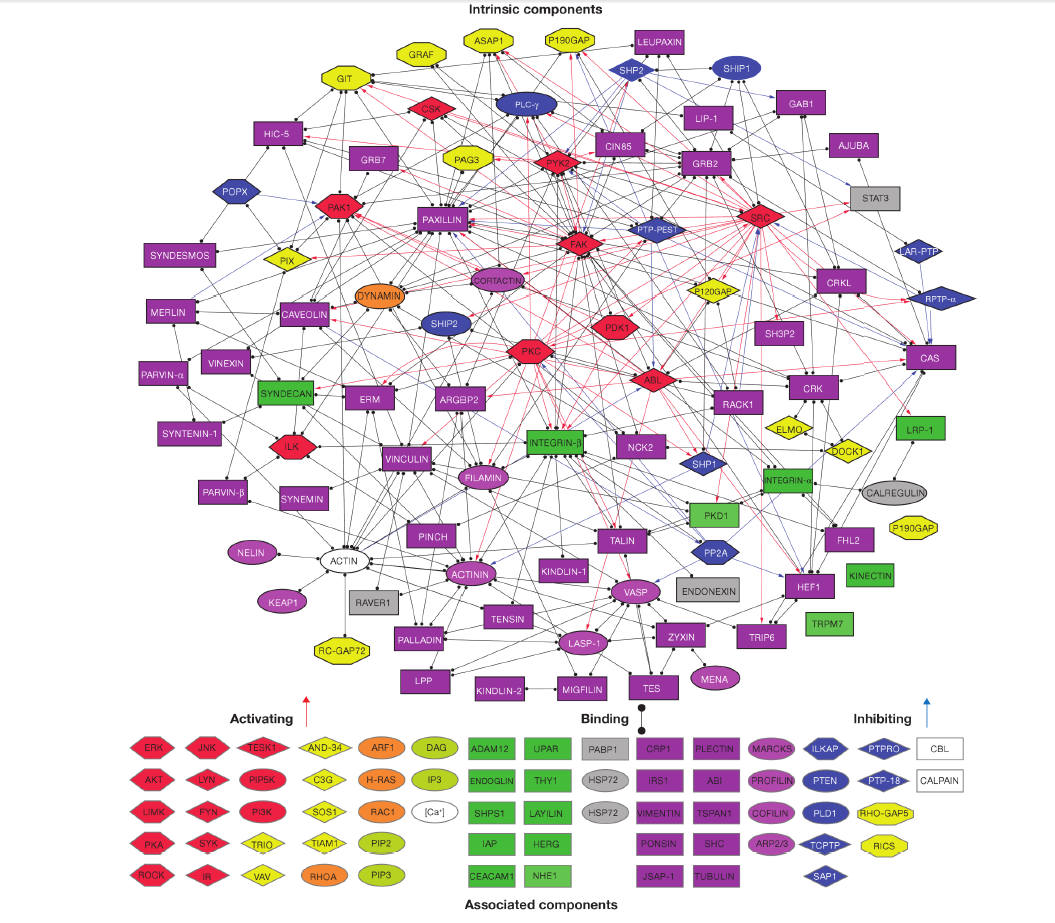 Intrinsic components
ASAP1
P190GAP
LEUPAXIN
GRAF
SHP2
SHIP1
GIT
PLC-γ
GAB1
CSK
LIP-1
HIC-5
CIN85
AJUBA
GRB7
PAG3
PYK2
GRB2
POPX
STAT3
PAK1
PAXILLIN
SRC
PTP-PEST
FAK
SYNDESMOS
PIX
LAR-PTP
CORTACTIN
CRKL
DYNAMIN
P120GAP
RPTP-α
MERLIN
CAVEOLIN
SHIP2
PDK1
SH3P2
PKC
CAS
VINEXIN
PARVIN-α
ABL
SYNDECAN
ERM
ARGBP2
RACK1
CRK
ELMO
LRP-1
SYNTENIN-1
ILK
INTEGRIN-β
NCK2
DOCK1
VINCULIN
SHP1
FILAMIN
INTEGRIN-α
PARVIN-β
SYNEMIN
CALREGULIN
PKD1
P190GAP
PINCH
TALIN
FHL2
NELIN
ACTIN
PP2A
ACTININ
KINDLIN-1
KINECTIN
ENDONEXIN
HEF1
VASP
KEAP1
RAVER1
TENSIN
TRPM7
PALLADIN
LASP-1
ZYXIN
TRIP6
RC-GAP72
LPP
KINDLIN-2
MIGFILIN
TES
MENA
Activating
Binding
Inhibiting
ERK JNK TESK1 AND-34 ARF1 DAG ADAM12 UPAR PABP1 CRP1 PLECTIN MARCKS ILKAP PTPRO CBL
AKT LYN PIP5K C3G H-RAS IP3 ENDOGLIN THY1 HSP72 IRS1 ABI PROFILIN PTEN PTP-18 CALPAIN
LIMK FYN PI3K SOS1 RAC1 [Ca⁺] SHPS1 LAYILIN HSP72 VIMENTIN TSPAN1 COFILIN PLD1 RHO-GAP5
PKA SYK TRIO TIAM1 PIP2 IAP HERG PONSIN SHC ARP2/3 TCPTP RICS
ROCK IR VAV RHOA PIP3 CEACAM1 NHE1 JSAP-1 TUBULIN SAP1
Associated components